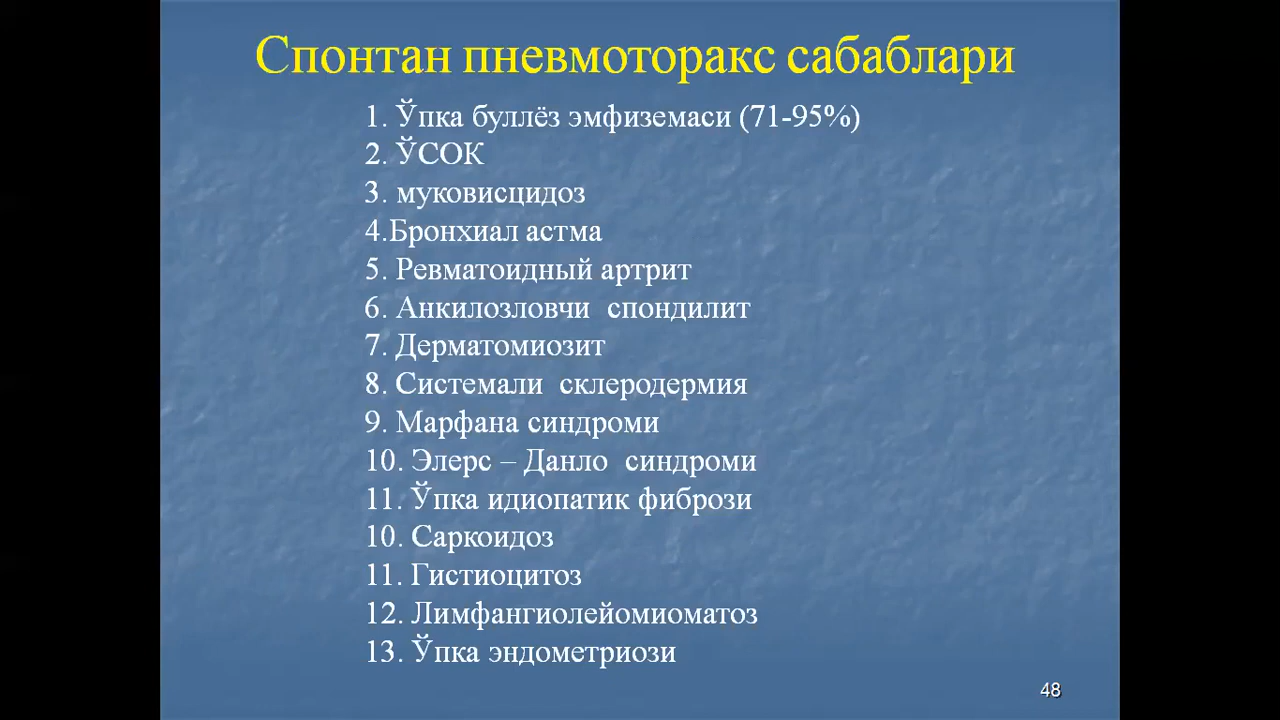 Спонтан пневмоторакс сабаблари
1. Ўпка буллёз эмфиземаси (71-95%)
2. ЎСОК
3. муковисцидоз
4.Бронхиал астма
5. Ревматоидный артрит
6. Анкилозловчи  спондилит
7. Дерматомиозит
8. Системали  склеродермия
9. Марфана синдроми
10. Элерс – Данло  синдроми
11. Ўпка идиопатик фибрози
10. Саркоидоз
11. Гистиоцитоз
12. Лимфангиолейомиоматоз
13. Ўпка эндометриози
48